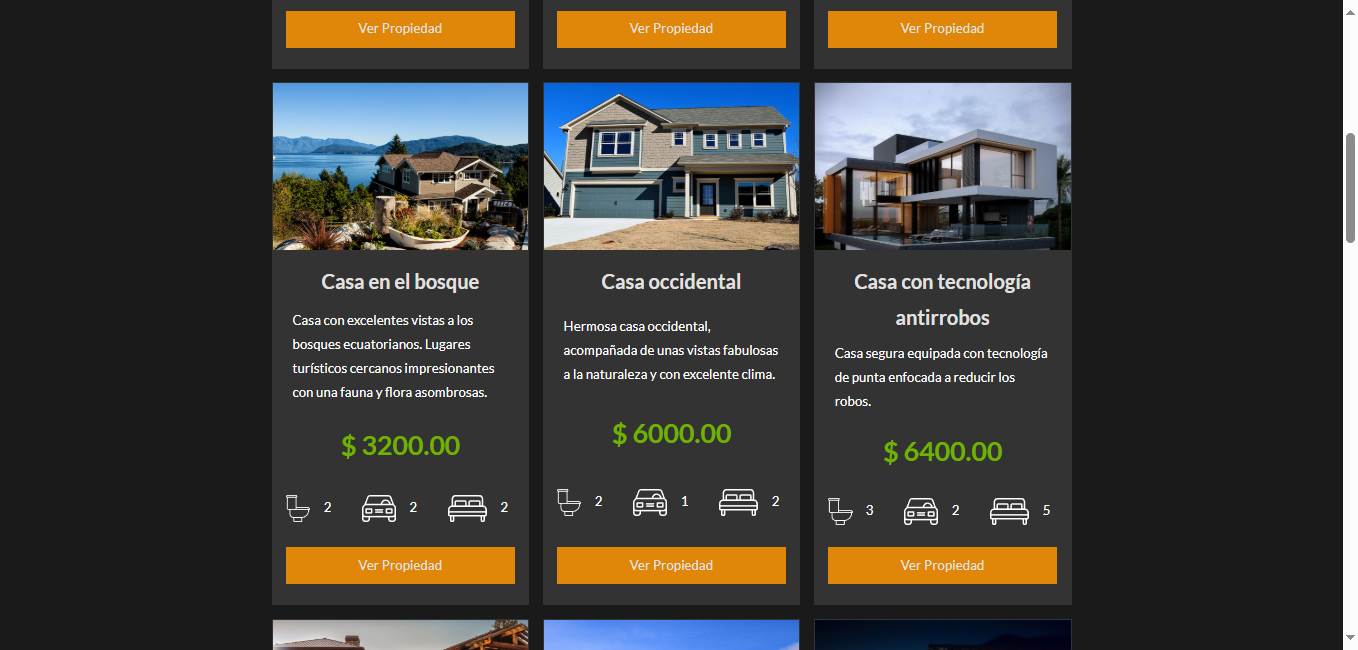 Ver Propiedad
Ver Propiedad
Ver Propiedad
Casa en el bosque
Casa con excelentes vistas a los
bosques ecuatorianos. Lugares
turísticos cercanos impresionantes
con una fauna y flora asombrosas.
$ 3200.00
2
2
2
Ver Propiedad
Casa occidental
Hermosa casa occidental,
acompañada de unas vistas fabulosas
a la naturaleza y con excelente clima.
$ 6000.00
2
1
2
Ver Propiedad
Casa con tecnología
antirrobos
Casa segura equipada con tecnología
de punta enfocada a reducir los
robos.
$ 6400.00
3
2
5
Ver Propiedad